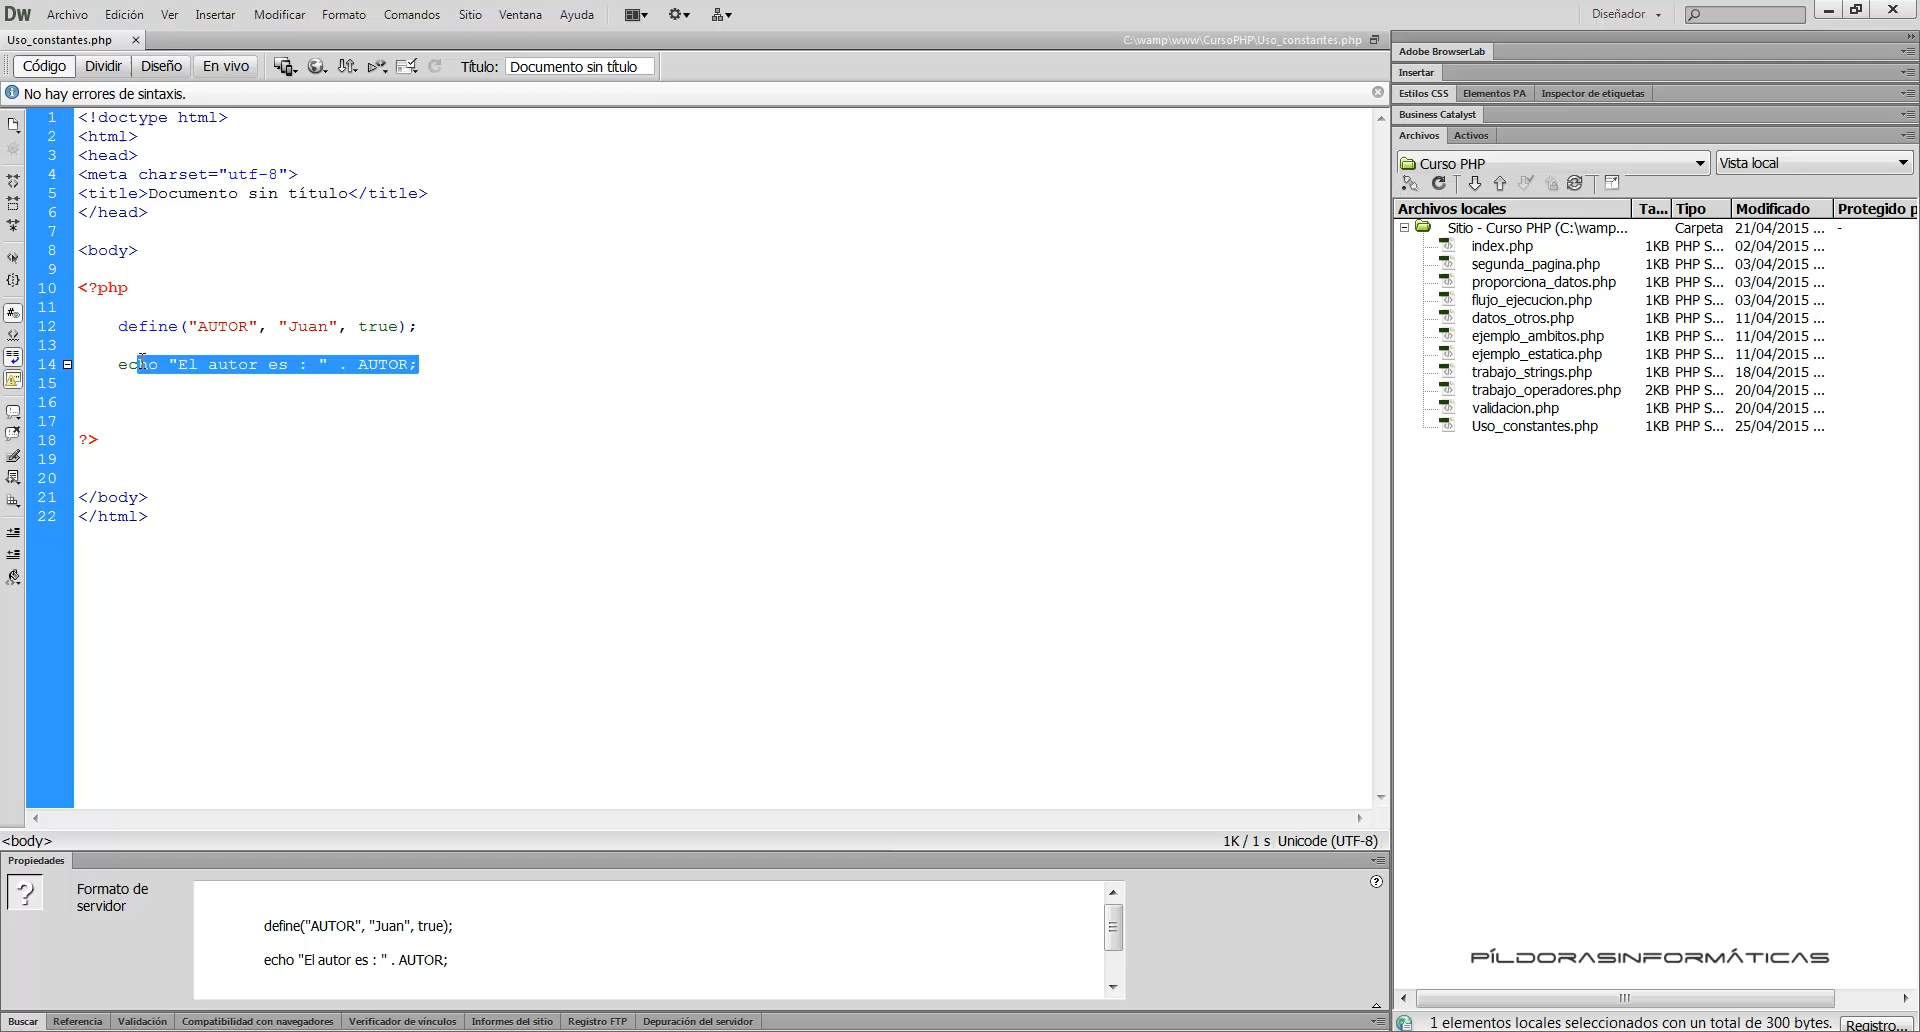 Dw Archivo Edición Ver Insertar Modificar Formato Comandos Sitio Ventana Ayuda Diseñador
Uso_constantes.php × C:\wamp\www\CursoPHP\Uso_constantes.php
Código Dividir Diseño En vivo Título: Documento sin título
No hay errores de sintaxis.
1 <!doctype html>
2 <html>
3 <head>
4 <meta charset="utf-8">
5 <title>Documento sin título</title>
6 </head>
7
8 <body>
9
10 <?php
11
12 define("AUTOR", "Juan", true);
13
14 echo "El autor es : " . AUTOR;
15
16
17
18 ?>
19
20
21 </body>
22 </html>
<body> 1K / 1 s Unicode (UTF-8)
Propiedades
Formato de
servidor
define("AUTOR", "Juan", true);
echo "El autor es : " . AUTOR;
Buscar Referencia Validación Compatibilidad con navegadores Verificador de vínculos Informes del sitio Registro FTP Depuración del servidor
Adobe BrowserLab
Insertar
Estilos CSS Elementos PA Inspector de etiquetas
Business Catalyst
Archivos Activos
Curso PHP Vista local
Archivos locales Ta... Tipo Modificado Protegido p
Sitio - Curso PHP (C:\wamp... Carpeta 21/04/2015 ... -
index.php 1KB PHP S... 02/04/2015 ...
segunda_pagina.php 1KB PHP S... 03/04/2015 ...
proporciona_datos.php 1KB PHP S... 03/04/2015 ...
flujo_ejecucion.php 1KB PHP S... 03/04/2015 ...
datos_otros.php 1KB PHP S... 11/04/2015 ...
ejemplo_ambitos.php 1KB PHP S... 11/04/2015 ...
ejemplo_estatica.php 1KB PHP S... 11/04/2015 ...
trabajo_strings.php 1KB PHP S... 18/04/2015 ...
trabajo_operadores.php 2KB PHP S... 20/04/2015 ...
validacion.php 1KB PHP S... 20/04/2015 ...
Uso_constantes.php 1KB PHP S... 25/04/2015 ...
PÍLDORASINFORMÁTICAS
1 elementos locales seleccionados con un total de 300 bytes. Registro...